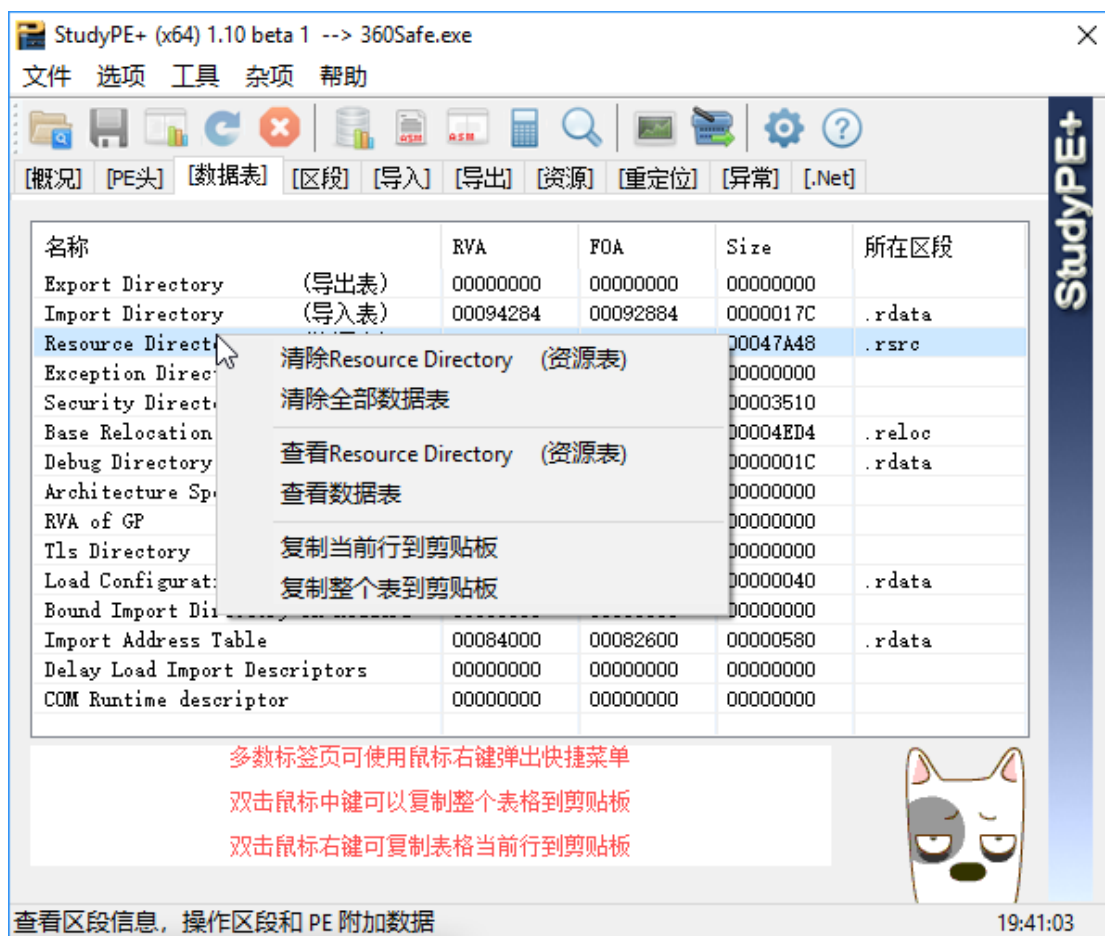 StudyPE+ (x64) 1.10 beta 1 --> 360Safe.exe
文件 选项 工具 杂项 帮助
ASM ASM
[概况] [PE头] [数据表] [区段] [导入] [导出] [资源] [重定位] [异常] [.Net]
StudyPE+
名称 RVA FOA Size 所在区段
Export Directory (导出表) 00000000 00000000 00000000
Import Directory (导入表) 00094284 00092884 0000017C .rdata
Resource Direct 00047A48 .rsrc
Exception Direc 00000000
Security Direct 00003510
Base Relocation 00004ED4 .reloc
Debug Directory 0000001C .rdata
Architecture Sp 00000000
RVA of GP 00000000
Tls Directory 00000000
Load Configurat 00000040 .rdata
Bound Import Di 00000000
Import Address Table 00084000 00082600 00000580 .rdata
Delay Load Import Descriptors 00000000 00000000 00000000
COM Runtime descriptor 00000000 00000000 00000000
清除Resource Directory (资源表)
清除全部数据表
查看Resource Directory (资源表)
查看数据表
复制当前行到剪贴板
复制整个表到剪贴板
多数标签页可使用鼠标右键弹出快捷菜单
双击鼠标中键可以复制整个表格到剪贴板
双击鼠标右键可复制表格当前行到剪贴板
查看区段信息，操作区段和 PE 附加数据 19:41:03